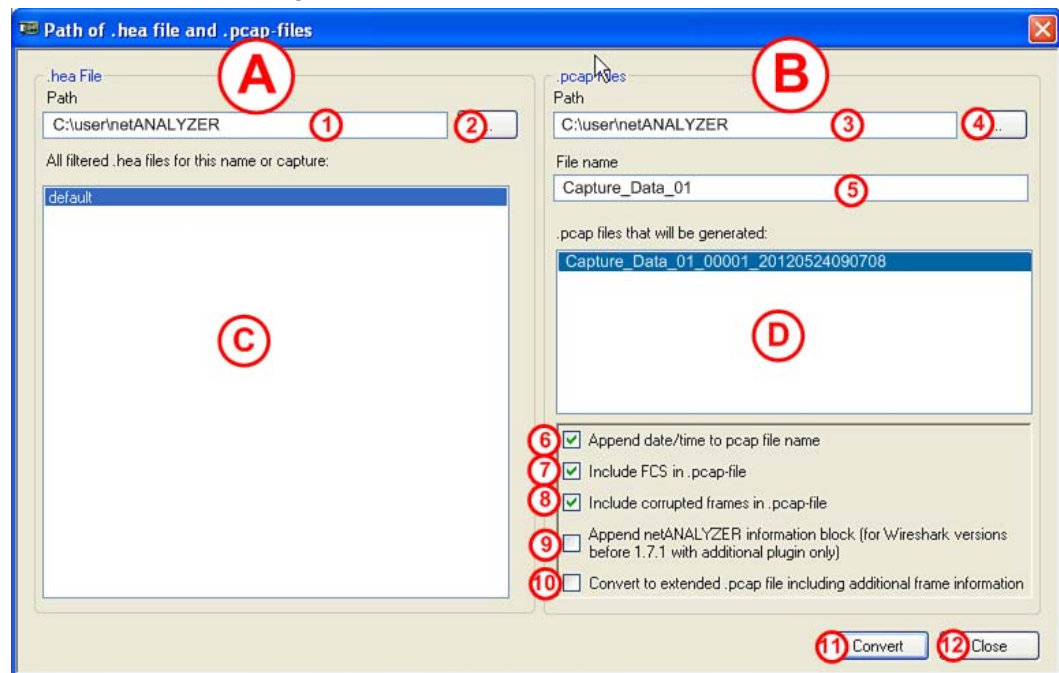 Path of .hea file and .pcap-files
A
.hea File
Path
C:\user\netANALYZER
1
2
..
All filtered .hea files for this name or capture:
default
C
B
.pcap files
Path
C:\user\netANALYZER
3
4
..
File name
Capture_Data_01
5
.pcap files that will be generated:
Capture_Data_01_00001_20120524090708
D
6
Append date/time to pcap file name
7
Include FCS in .pcap-file
8
Include corrupted frames in .pcap-file
9
Append netANALYZER information block (for Wireshark versions
before 1.7.1 with additional plugin only)
10
Convert to extended .pcap file including additional frame information
11
Convert
12
Close